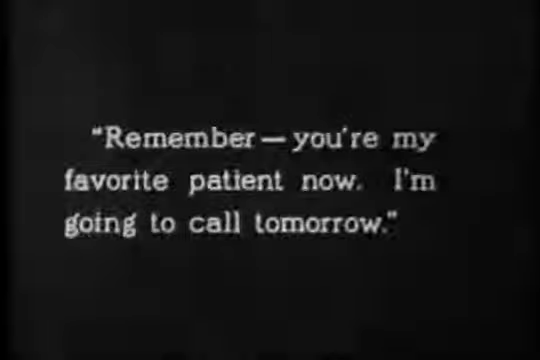 "Remember — you're my
favorite patient now. I'm
going to call tomorrow."